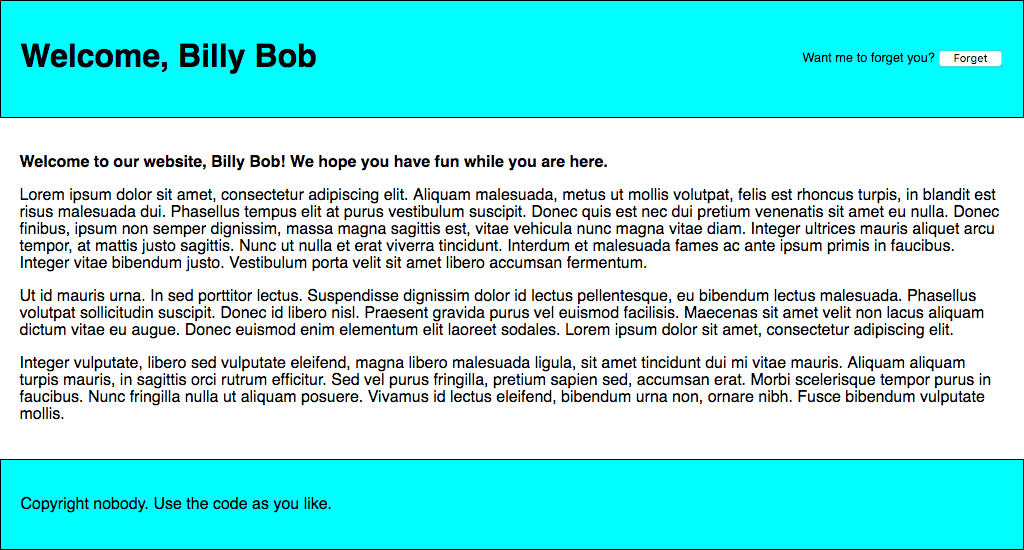 Welcome, Billy Bob
Want me to forget you? Forget
Welcome to our website, Billy Bob! We hope you have fun while you are here.
Lorem ipsum dolor sit amet, consectetur adipiscing elit. Aliquam malesuada, metus ut mollis volutpat, felis est rhoncus turpis, in blandit est
risus malesuada dui. Phasellus tempus elit at purus vestibulum suscipit. Donec quis est nec dui pretium venenatis sit amet eu nulla. Donec
finibus, ipsum non semper dignissim, massa magna sagittis est, vitae vehicula nunc magna vitae diam. Integer ultrices mauris aliquet arcu
tempor, at mattis justo sagittis. Nunc ut nulla et erat viverra tincidunt. Interdum et malesuada fames ac ante ipsum primis in faucibus.
Integer vitae bibendum justo. Vestibulum porta velit sit amet libero accumsan fermentum.
Ut id mauris urna. In sed porttitor lectus. Suspendisse dignissim dolor id lectus pellentesque, eu bibendum lectus malesuada. Phasellus
volutpat sollicitudin suscipit. Donec id libero nisl. Praesent gravida purus vel euismod facilisis. Maecenas sit amet velit non lacus aliquam
dictum vitae eu augue. Donec euismod enim elementum elit laoreet sodales. Lorem ipsum dolor sit amet, consectetur adipiscing elit.
Integer vulputate, libero sed vulputate eleifend, magna libero malesuada ligula, sit amet tincidunt dui mi vitae mauris. Aliquam aliquam
turpis mauris, in sagittis orci rutrum efficitur. Sed vel purus fringilla, pretium sapien sed, accumsan erat. Morbi scelerisque tempor purus in
faucibus. Nunc fringilla nulla ut aliquam posuere. Vivamus id lectus eleifend, bibendum urna non, ornare nibh. Fusce bibendum vulputate
mollis.
Copyright nobody. Use the code as you like.